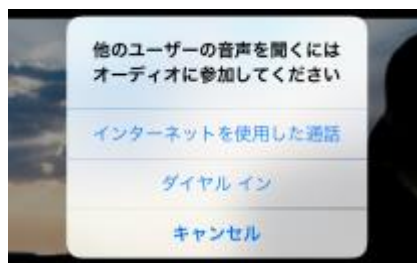 他のユーザーの音声を聞くには
オーディオに参加してください
インターネットを使用した通話
ダイヤル イン
キャンセル